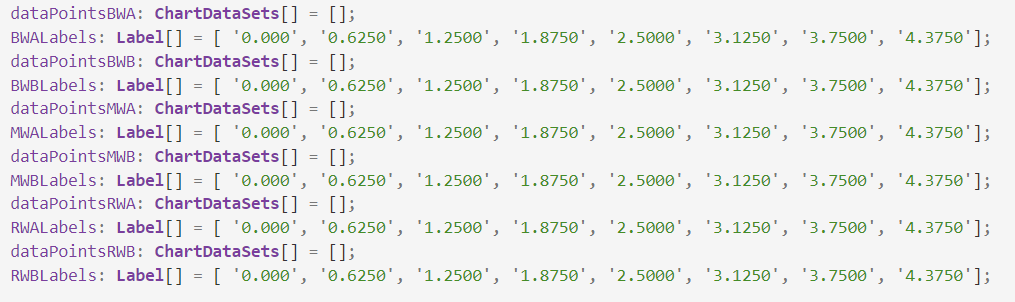 dataPointsBWA: ChartDataSets[] = [];
BWALabels: Label[] = [ '0.000', '0.6250', '1.2500', '1.8750', '2.5000', '3.1250', '3.7500', '4.3750'];
dataPointsBWB: ChartDataSets[] = [];
BWBLabels: Label[] = [ '0.000', '0.6250', '1.2500', '1.8750', '2.5000', '3.1250', '3.7500', '4.3750'];
dataPointsMWA: ChartDataSets[] = [];
MWALabels: Label[] = [ '0.000', '0.6250', '1.2500', '1.8750', '2.5000', '3.1250', '3.7500', '4.3750'];
dataPointsMWB: ChartDataSets[] = [];
MWBLabels: Label[] = [ '0.000', '0.6250', '1.2500', '1.8750', '2.5000', '3.1250', '3.7500', '4.3750'];
dataPointsRWA: ChartDataSets[] = [];
RWALabels: Label[] = [ '0.000', '0.6250', '1.2500', '1.8750', '2.5000', '3.1250', '3.7500', '4.3750'];
dataPointsRWB: ChartDataSets[] = [];
RWBLabels: Label[] = [ '0.000', '0.6250', '1.2500', '1.8750', '2.5000', '3.1250', '3.7500', '4.3750'];